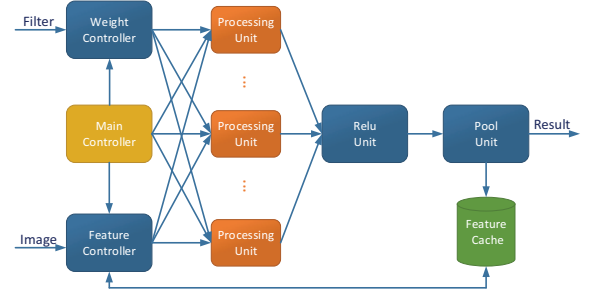 Filter
Weight
Controller
Processing
Unit
Main
Controller
Processing
Unit
Relu
Unit
Pool
Unit
Result
Image
Feature
Controller
Processing
Unit
Feature
Cache